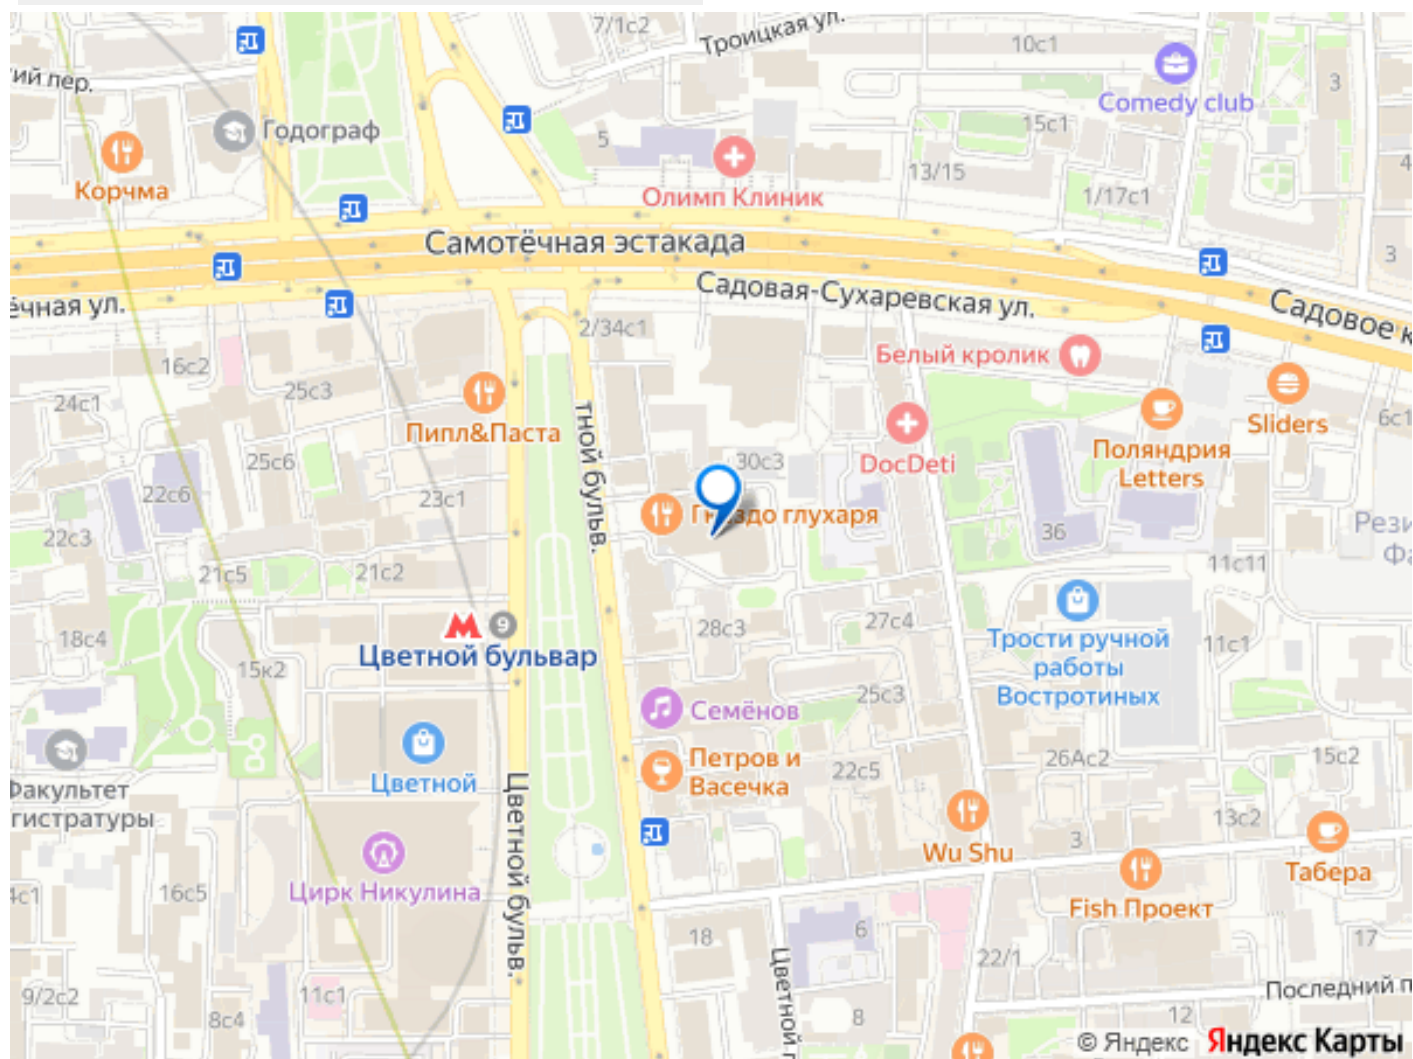 7/1с2
Троицкая ул.
10с1
ий пер.
3
Comedy club
Годограф
15с1
5
4
Корчма
13/15
Олимп Клиник
1/17с1
Самотёчная эстакада
3
Садовая-Сухаревская ул.
ёчная ул.
Садовое к
2/34с1
16с2
Белый кролик
25с3
24с1
Sliders
6с1
Пипл&Паста
тной бульв.
Поляндрия
Letters
25с6
30с3
DocDeti
22с6
23с1
Гнездо глухаря
Рези
Фа
22с3
36
21с5
21с2
11с11
9
18с4
28с3
27с4
Трости ручной
работы
Востротиных
11с1
Цветной бульвар
15к2
25с3
Семёнов
Петров и
Васечка
22с5
26Ас2
15с2
Цветной
Факультет
гистратуры
Цветной бульв.
13с2
3
Wu Shu
Табера
Цирк Никулина
4с1
16с5
Fish Проект
18
6
17
22/1
Цветной п
9/2с2
11с1
Последний п
8с4
8
12
© Яндекс Яндекс Карты